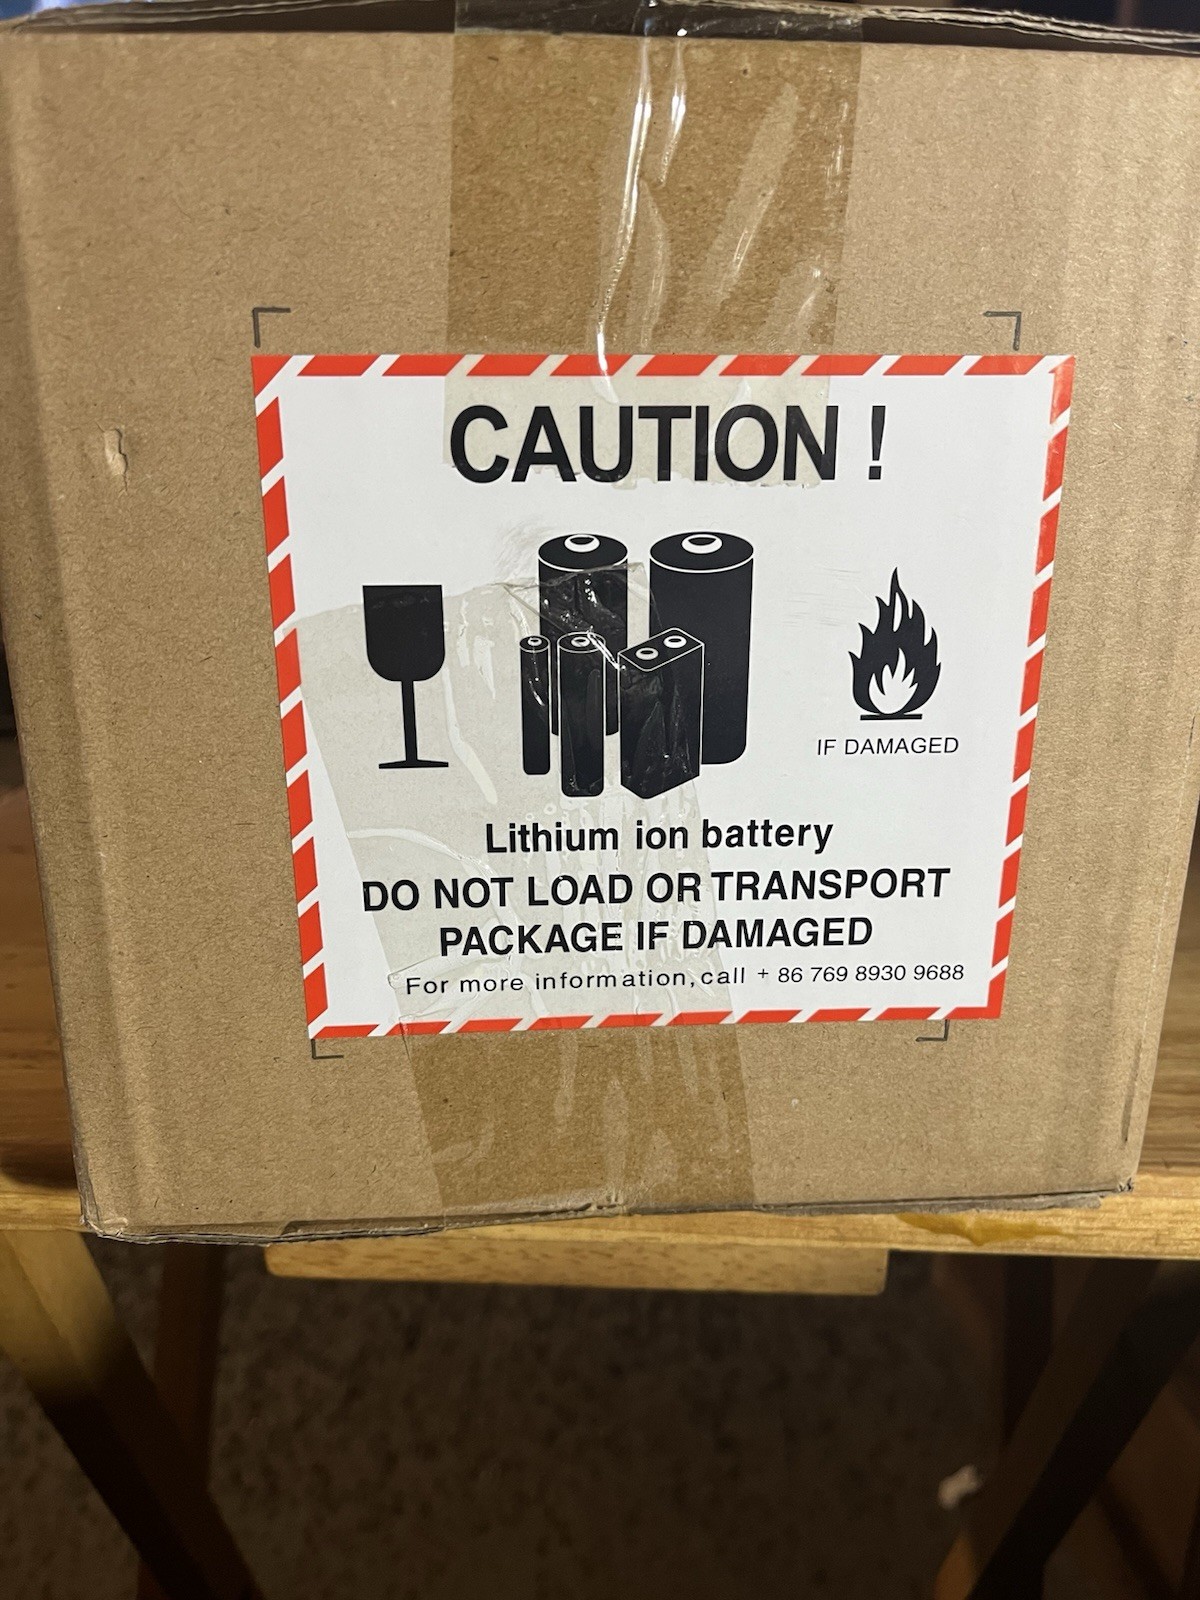 CAUTION !
IF DAMAGED
Lithium ion battery
DO NOT LOAD OR TRANSPORT
PACKAGE IF DAMAGED
For more information, call + 86 769 8930 9688